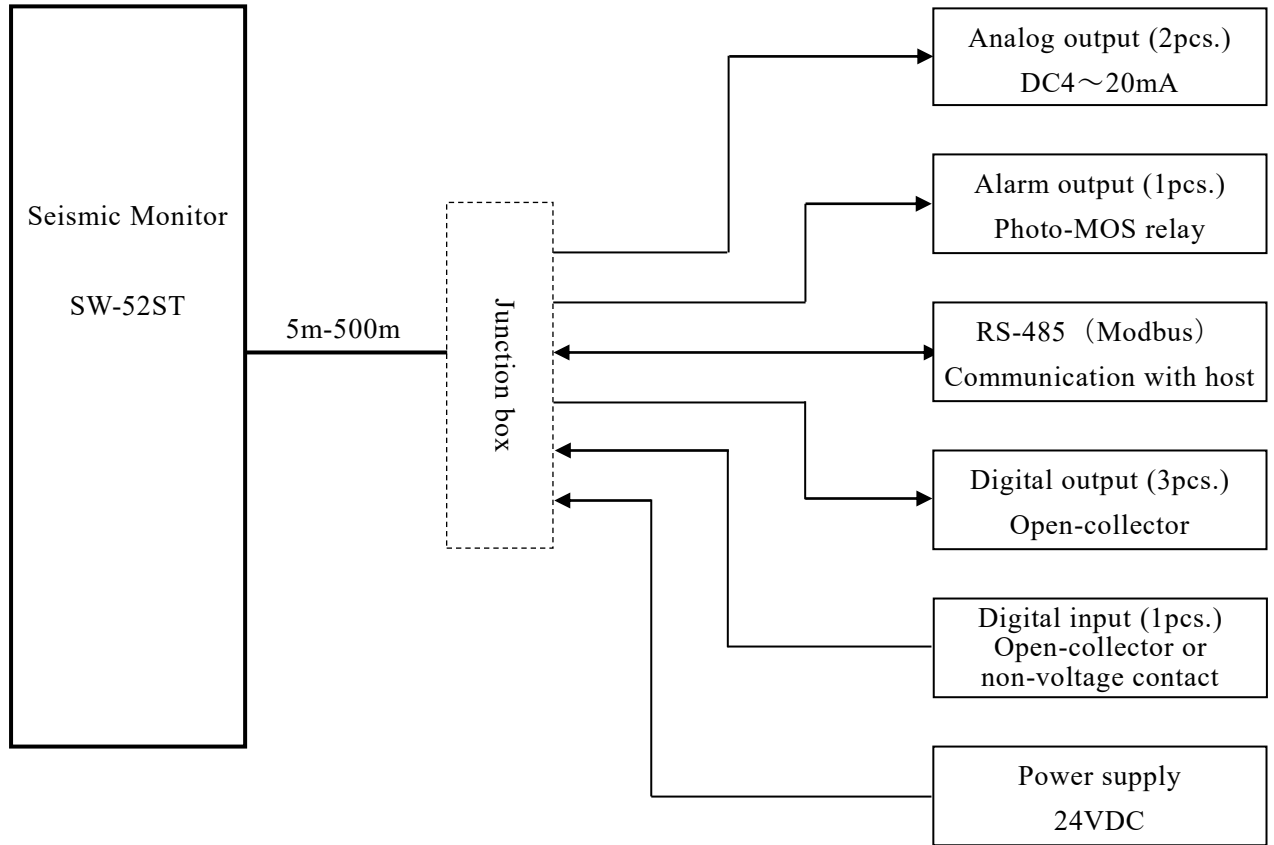 Seismic Monitor
SW-52ST
5m-500m
Junction box
Analog output (2pcs.)
DC4～20mA
Alarm output (1pcs.)
Photo-MOS relay
RS-485（Modbus）
Communication with host
Digital output (3pcs.)
Open-collector
Digital input (1pcs.)
Open-collector or
non-voltage contact
Power supply
24VDC